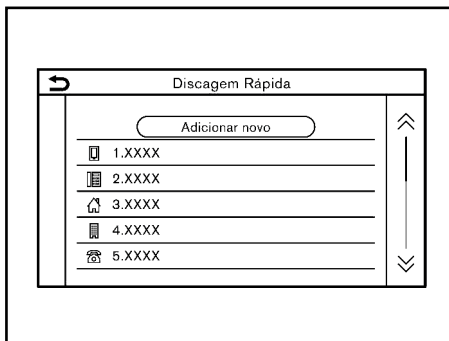 Discagem Rápida
Adicionar novo
1.XXXX
2.XXXX
3.XXXX
4.XXXX
5.XXXX